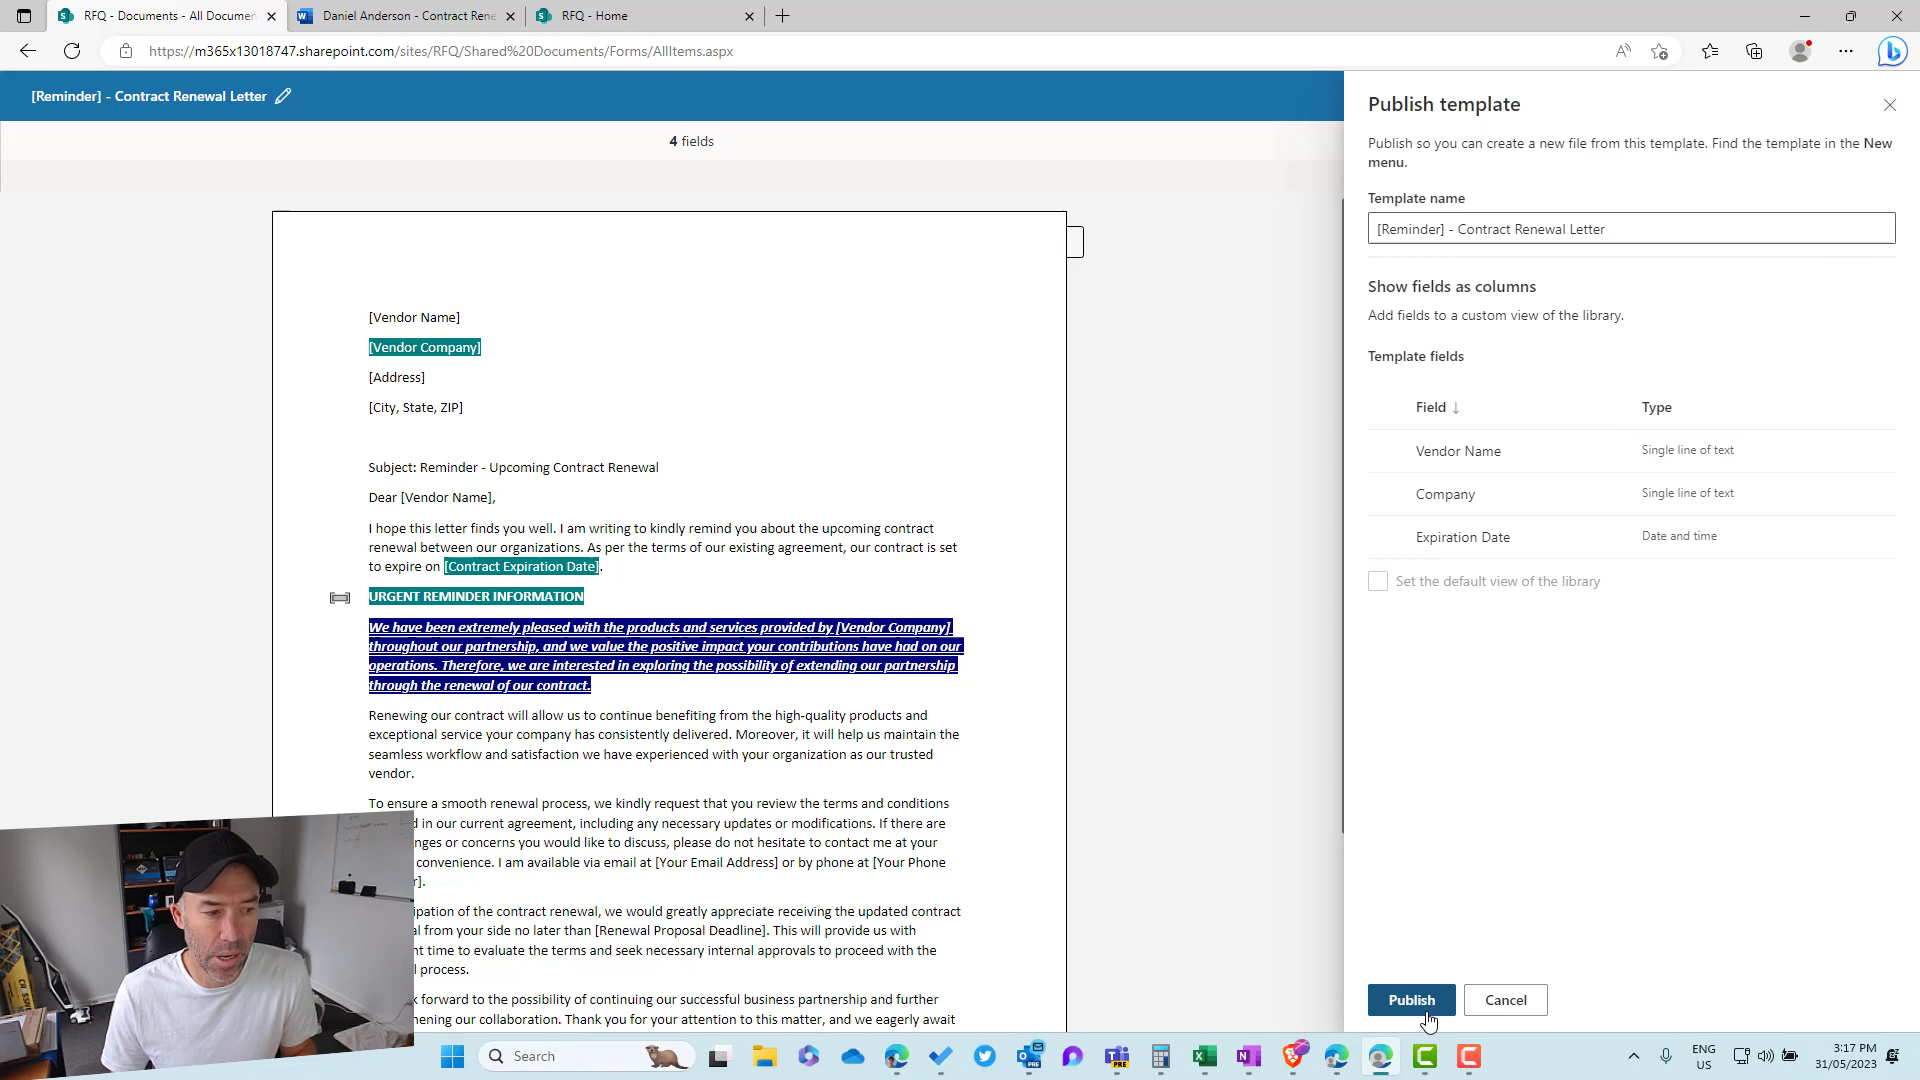 RFQ - Documents - All Documen
Daniel Anderson - Contract Rene
RFQ - Home
https://m365x13018747.sharepoint.com/sites/RFQ/Shared%20Documents/Forms/AllItems.aspx
[Reminder] - Contract Renewal Letter
4 fields
[Vendor Name]
[Vendor Company]
[Address]
[City, State, ZIP]
Subject: Reminder - Upcoming Contract Renewal
Dear [Vendor Name],
I hope this letter finds you well. I am writing to kindly remind you about the upcoming contract
renewal between our organizations. As per the terms of our existing agreement, our contract is set
to expire on [Contract Expiration Date].
URGENT REMINDER INFORMATION
We have been extremely pleased with the products and services provided by [Vendor Company]
throughout our partnership, and we value the positive impact your contributions have had on our
operations. Therefore, we are interested in exploring the possibility of extending our partnership
through the renewal of our contract.
Renewing our contract will allow us to continue benefiting from the high-quality products and
exceptional service your company has consistently delivered. Moreover, it will help us maintain the
seamless workflow and satisfaction we have experienced with your organization as our trusted
vendor.
To ensure a smooth renewal process, we kindly request that you review the terms and conditions
d in our current agreement, including any necessary updates or modifications. If there are
nges or concerns you would like to discuss, please do not hesitate to contact me at your
convenience. I am available via email at [Your Email Address] or by phone at [Your Phone
r].
ipation of the contract renewal, we would greatly appreciate receiving the updated contract
l from your side no later than [Renewal Proposal Deadline]. This will provide us with
nt time to evaluate the terms and seek necessary internal approvals to proceed with the
l process.
k forward to the possibility of continuing our successful business partnership and further
hening our collaboration. Thank you for your attention to this matter, and we eagerly await
Publish template
Publish so you can create a new file from this template. Find the template in the New
menu.
Template name
[Reminder] - Contract Renewal Letter
Show fields as columns
Add fields to a custom view of the library.
Template fields
Field ↓ Type
Vendor Name Single line of text
Company Single line of text
Expiration Date Date and time
Set the default view of the library
Publish Cancel
Search
PRE
PRE
ENG
US
3:17 PM
31/05/2023